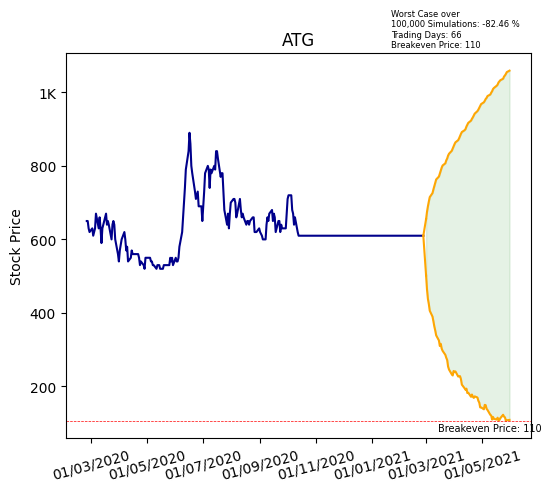 Worst Case over
100,000 Simulations: -82.46 %
Trading Days: 66
Breakeven Price: 110
ATG
Stock Price
1K
800
600
400
200
Breakeven Price: 110
01/03/2020
01/05/2020
01/07/2020
01/09/2020
01/11/2020
01/01/2021
01/03/2021
01/05/2021